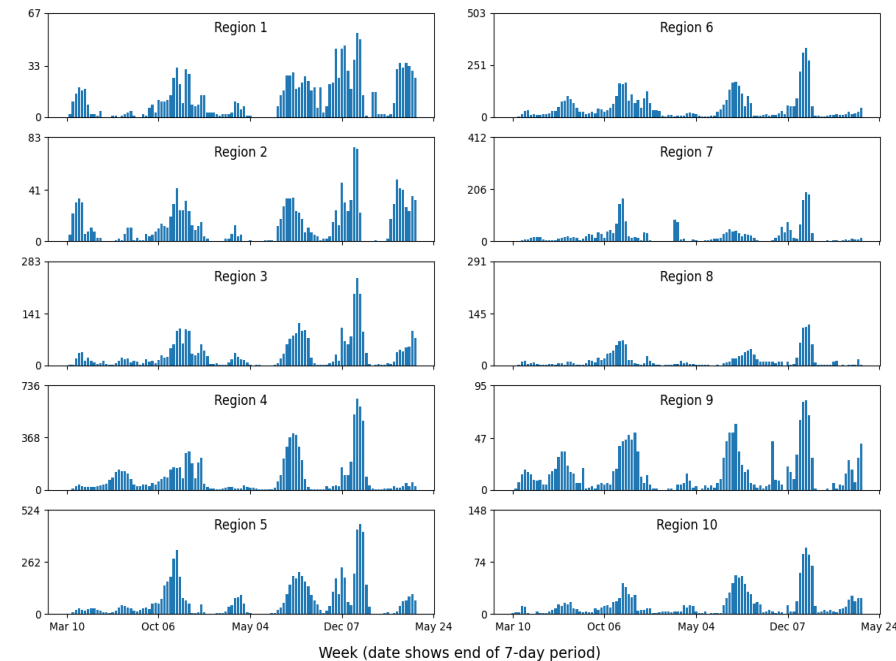 67
33
0
Region 1
83
41
0
Region 2
283
141
0
Region 3
736
368
0
Region 4
524
262
0
Region 5
Mar 10
Oct 06
May 04
Dec 07
May 24
503
251
0
Region 6
412
206
0
Region 7
291
145
0
Region 8
95
47
0
Region 9
148
74
0
Region 10
Mar 10
Oct 06
May 04
Dec 07
May 24
Week (date shows end of 7-day period)